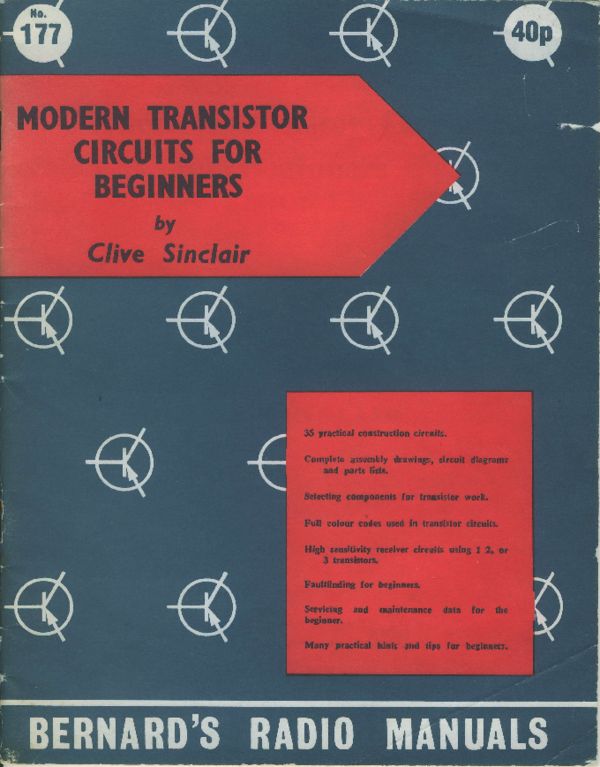 No.
177
40p
MODERN TRANSISTOR
CIRCUITS FOR
BEGINNERS
by
Clive Sinclair
35 practical construction circuits.
Complete assembly drawings, circuit diagrams
and parts lists.
Selecting components for transistor work.
Full colour codes used in transistor circuits.
High sensitivity receiver circuits using 1 2, or
3 transistors.
Faultfinding for beginners.
Servicing and maintenance data for the
beginner.
Many practical hints and tips for beginners.
BERNARD'S RADIO MANUALS